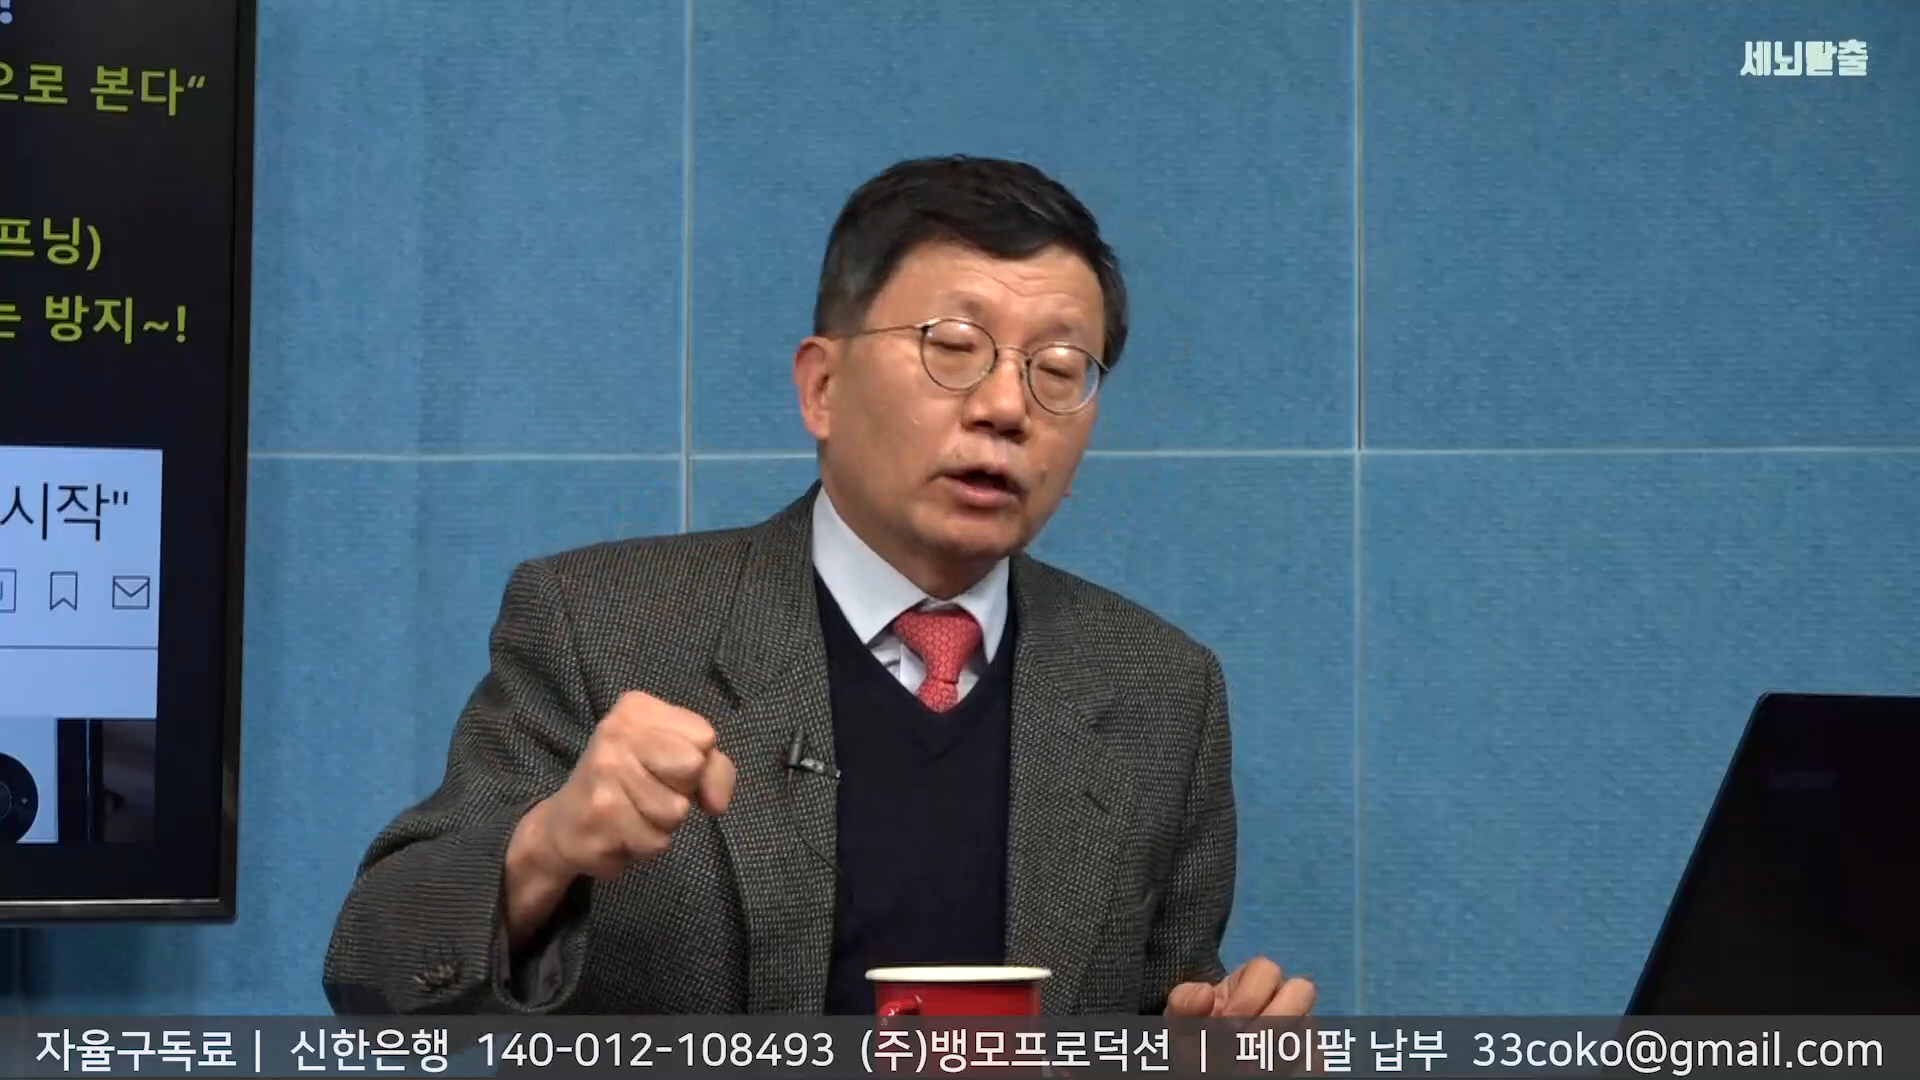 !
으로 본다"
프닝)
는 방지~!
시작"
세뇌탈출
자율구독료 | 신한은행 140-012-108493 (주)뱅모프로덕션 | 페이팔 납부 33coko@gmail.com